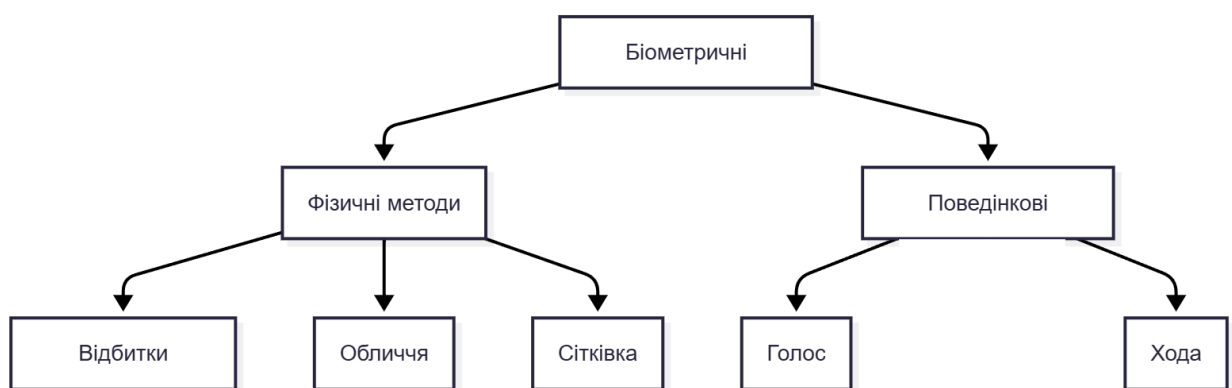 Біометричні
Фізичні методи
Поведінкові
Відбитки
Обличчя
Сітківка
Голос
Хода